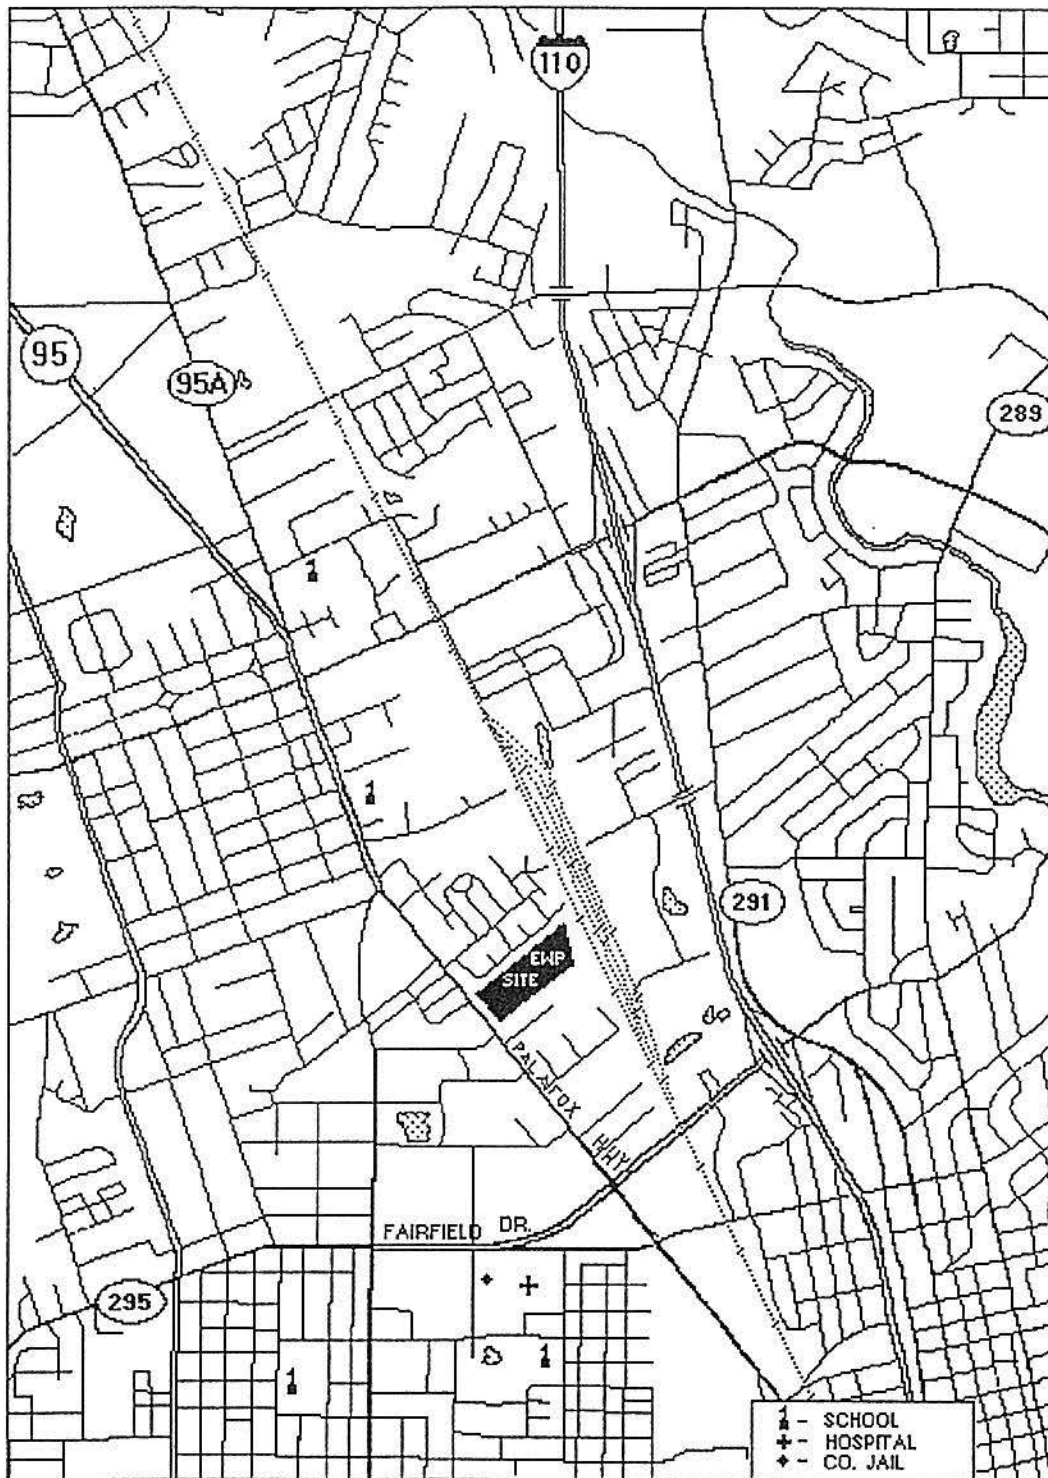 110
95
95A
289
291
EWP
SITE
PALAFOX HWY
FAIRFIELD DR.
295
- SCHOOL
- HOSPITAL
- CO. JAIL